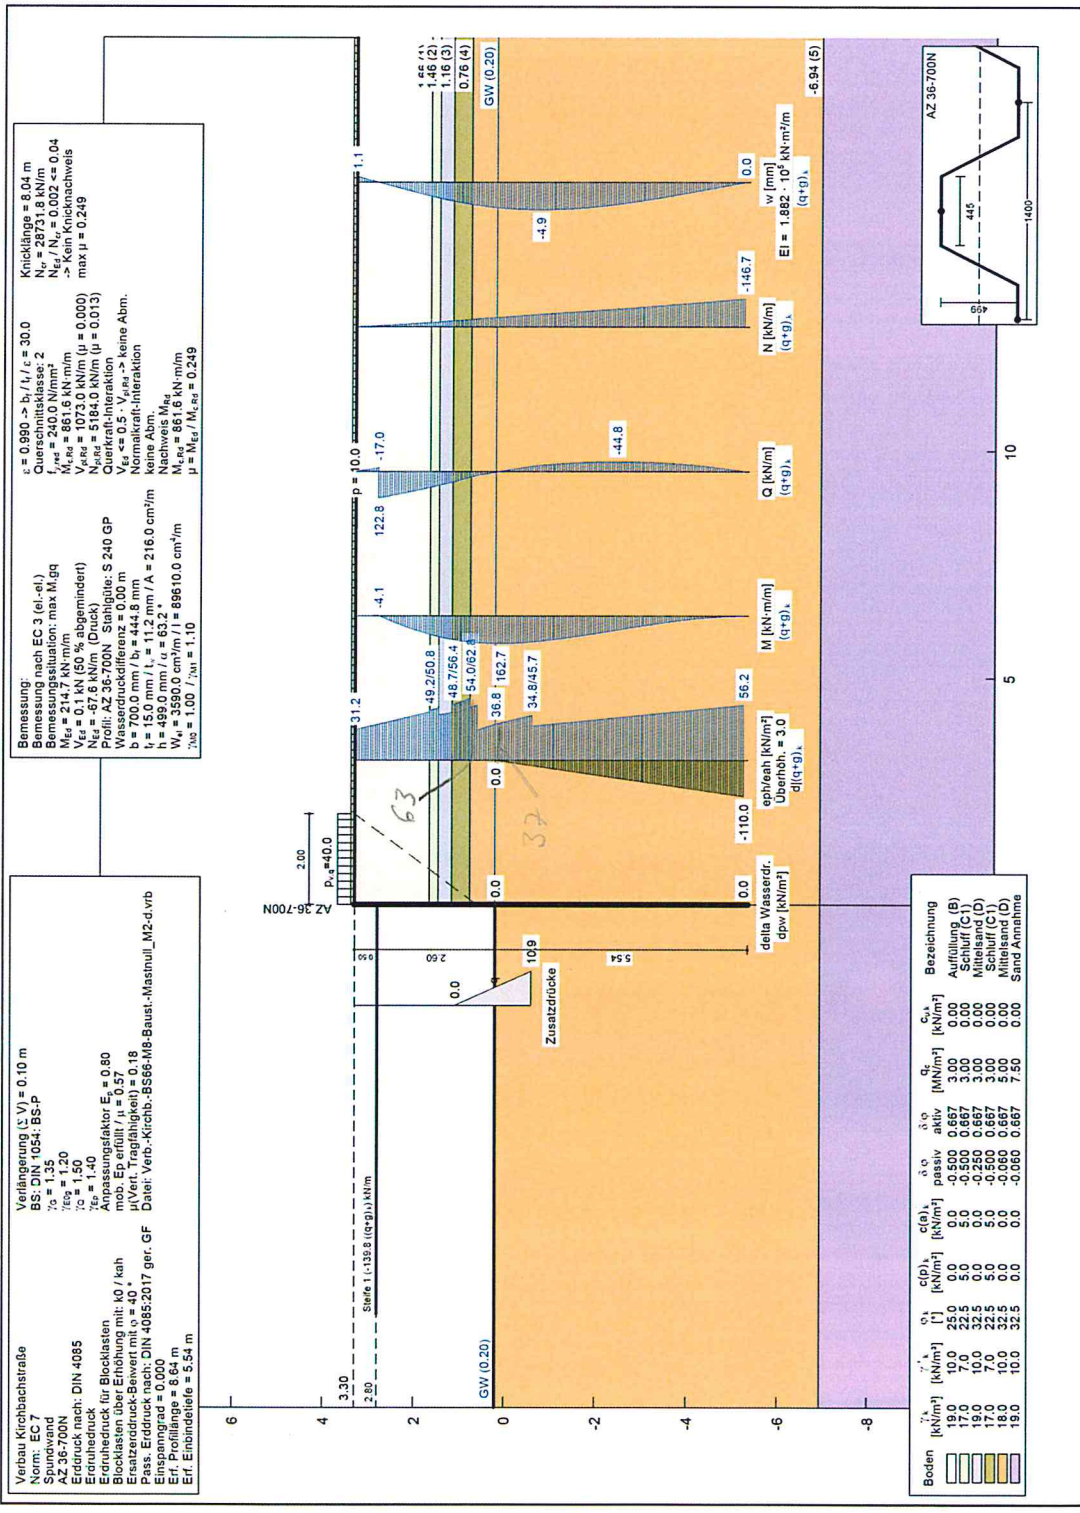 Verbau Kirchbachstraße
Norm: EC 7
Spundwand
AZ 36-700N
Erddruck nach: DIN 4085
Erdruhedruck
Erdruhedruck für Blocklasten
Blocklasten über Erhöhung mit: k0 / kah
Ersatzerddruck-Beiwert mit φ = 40 °
Pass. Erddruck nach: DIN 4085:2017 ger. GF
Einspanngrad = 0.000
Erf. Profillänge = 8.64 m
Erf. Einbindetiefe = 5.54 m
Verlängerung (Σ V) = 0.10 m
BS: DIN 1054: BS-P
γG = 1.35
γE0g = 1.20
γQ = 1.50
γEp = 1.40
Anpassungsfaktor Ep = 0.80
mob. Ep erfüllt / μ = 0.57
μ(Vert. Tragfähigkeit) = 0.18
Datei: Verb.-Kirchb.-BS66-M8-Baust.-Mastnull_M2-d.vrb
Bemessung:
Bemessung nach EC 3 (el.-el.)
Bemessungssituation: max M,gq
MEd = 214.7 kN·m/m
VEd = 0.1 kN (50 % abgemindert)
NEd = -67.6 kN/m (Druck)
Profil: AZ 36-700N Stahlgüte: S 240 GP
Wasserdruckdifferenz = 0.00 m
b = 700.0 mm / bf = 444.8 mm
tf = 15.0 mm / tw = 11.2 mm / A = 216.0 cm²/m
h = 499.0 mm / α = 63.2 °
Wel = 3590.0 cm³/m / I = 89610.0 cm⁴/m
γM0 = 1.00 / γM1 = 1.10
ε = 0.990 -> bf / tf / ε = 30.0
Querschnittsklasse: 2
fy,red = 240.0 N/mm²
Mc,Rd = 861.6 kN·m/m
Vpl,Rd = 1073.0 kN/m (μ = 0.000)
Npl,Rd = 5184.0 kN/m (μ = 0.013)
Querkraft-Interaktion
VEd <= 0.5 · Vpl,Rd -> keine Abm.
Normalkraft-Interaktion
keine Abm.
Nachweis MRd
Mc,Rd = 861.6 kN·m/m
μ = MEd / Mc,Rd = 0.249
Knicklänge = 8.04 m
Ncr = 28731.8 kN/m
NEd / Ncr = 0.002 <= 0.04
-> Kein Knicknachweis
max μ = 0.249
6
4
2
0
-2
-4
-6
-8
3.30
2.80
Steife 1 (-139.8 ((q+g)k) kN/m
GW (0.20)
AZ 36-700N
2.00
pv,q=40.0
p = 10.0
0.50
2.60
5.54
0.0
10.9
Zusatzdrücke
0.0
0.0
delta Wasserdr.
dpw [kN/m²]
63
37
31.2
49.2/50.8
48.7/56.4
54.0/62.8
36.8
34.8/45.7
0.0
56.2
-110.0
eph/eah [kN/m²]
Überhöh. = 3.0
d|(q+g)k
-4.1
162.7
M [kN·m/m]
(q+g)k
122.8
-17.0
-44.8
Q [kN/m]
(q+g)k
-146.7
N [kN/m]
(q+g)k
1.1
-4.9
0.0
w [mm]
EI = 1.882 · 10⁵ kN·m²/m
(q+g)k
1.46 (2)
1.16 (3)
0.76 (4)
GW (0.20)
-6.94 (5)
5
10
AZ 36-700N
445
499
1400
Boden γk [kN/m³] γ'k [kN/m³] φk [°] c(p)k [kN/m²] c(a)k [kN/m²] δ/φ passiv δ/φ aktiv qc [MN/m²] cu,k [kN/m²] Bezeichnung
19.0 10.0 25.0 0.0 0.0 -0.500 0.667 3.00 0.00 Auffüllung (B)
17.0 7.0 22.5 5.0 5.0 -0.500 0.667 3.00 0.00 Schluff (C1)
19.0 10.0 32.5 0.0 0.0 -0.250 0.667 3.00 0.00 Mittelsand (D)
17.0 7.0 22.5 5.0 5.0 -0.500 0.667 3.00 0.00 Schluff (C1)
18.0 10.0 32.5 0.0 0.0 -0.060 0.667 5.00 0.00 Mittelsand (D)
19.0 10.0 32.5 0.0 0.0 -0.060 0.667 7.50 0.00 Sand Annahme